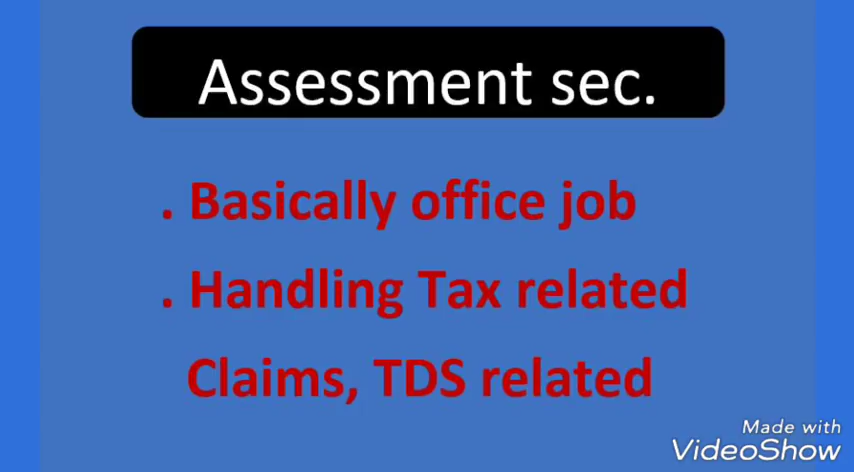 Assessment sec.
. Basically office job
. Handling Tax related
Claims, TDS related
Made with
VideoShow